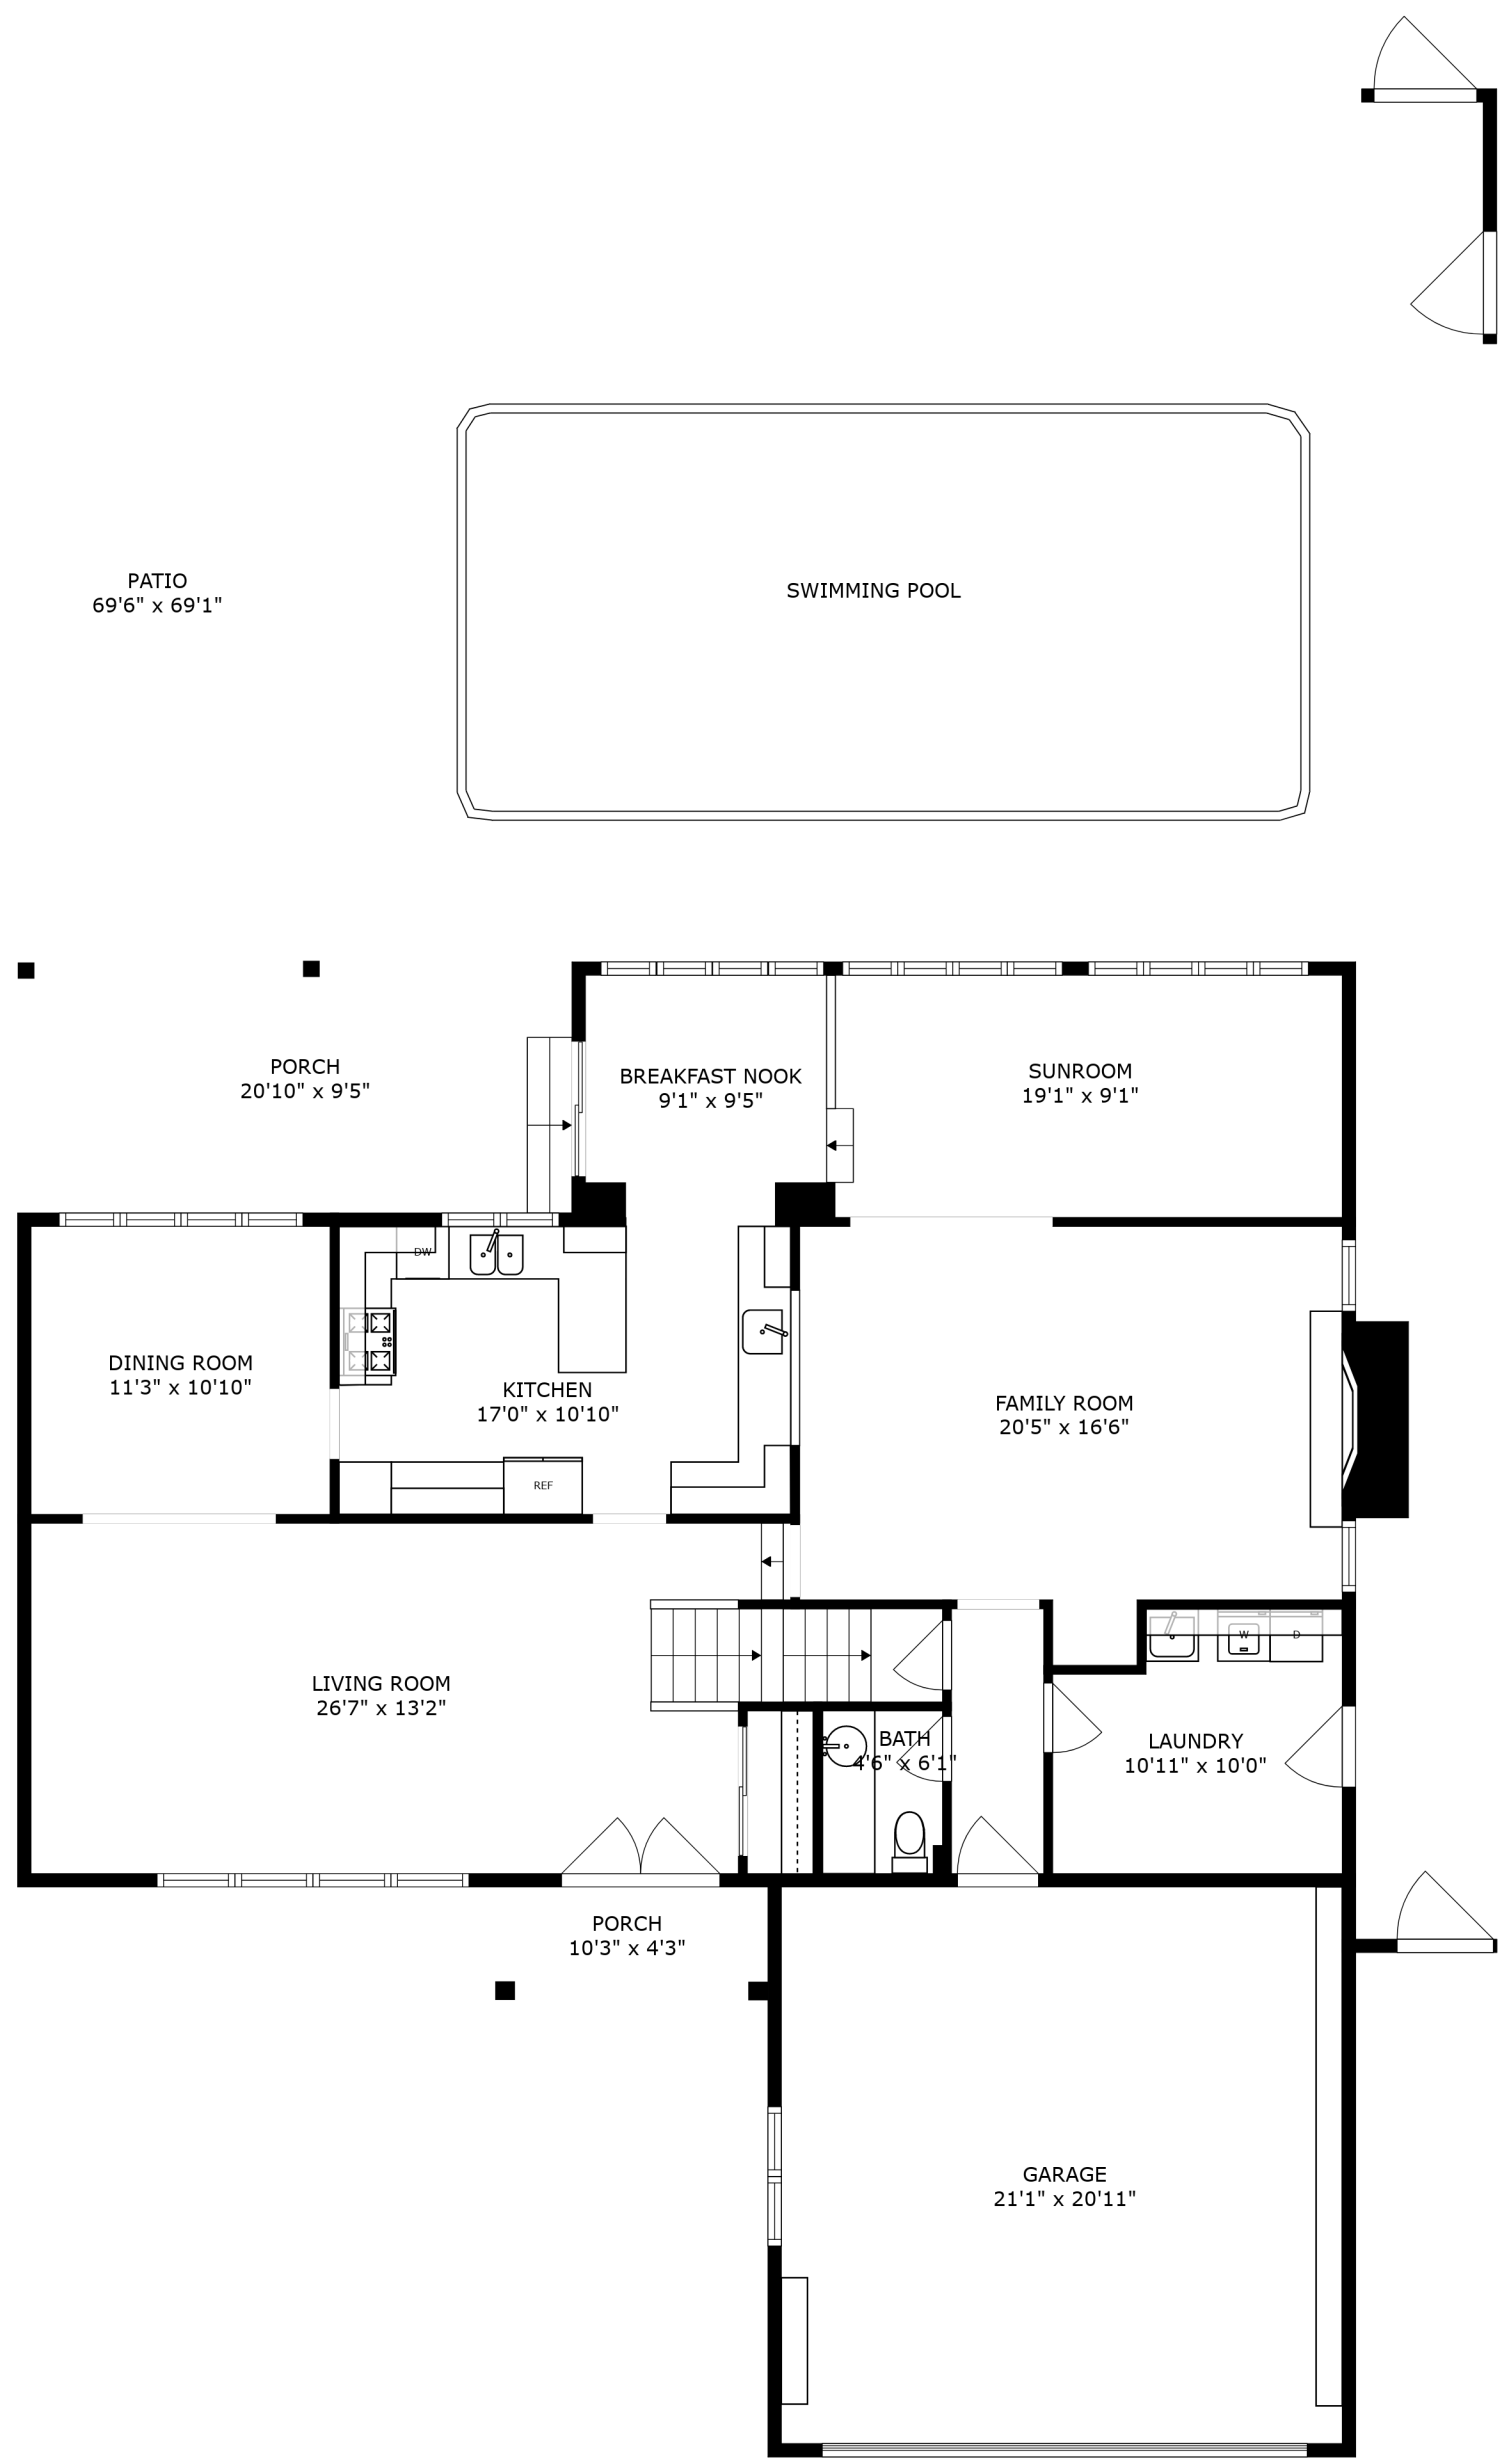 PATIO
69'6" x 69'1"
SWIMMING POOL
PORCH
20'10" x 9'5"
BREAKFAST NOOK
9'1" x 9'5"
SUNROOM
19'1" x 9'1"
DW
DINING ROOM
11'3" x 10'10"
KITCHEN
17'0" x 10'10"
FAMILY ROOM
20'5" x 16'6"
REF
W
D
LIVING ROOM
26'7" x 13'2"
BATH
4'6" x 6'1"
LAUNDRY
10'11" x 10'0"
PORCH
10'3" x 4'3"
GARAGE
21'1" x 20'11"